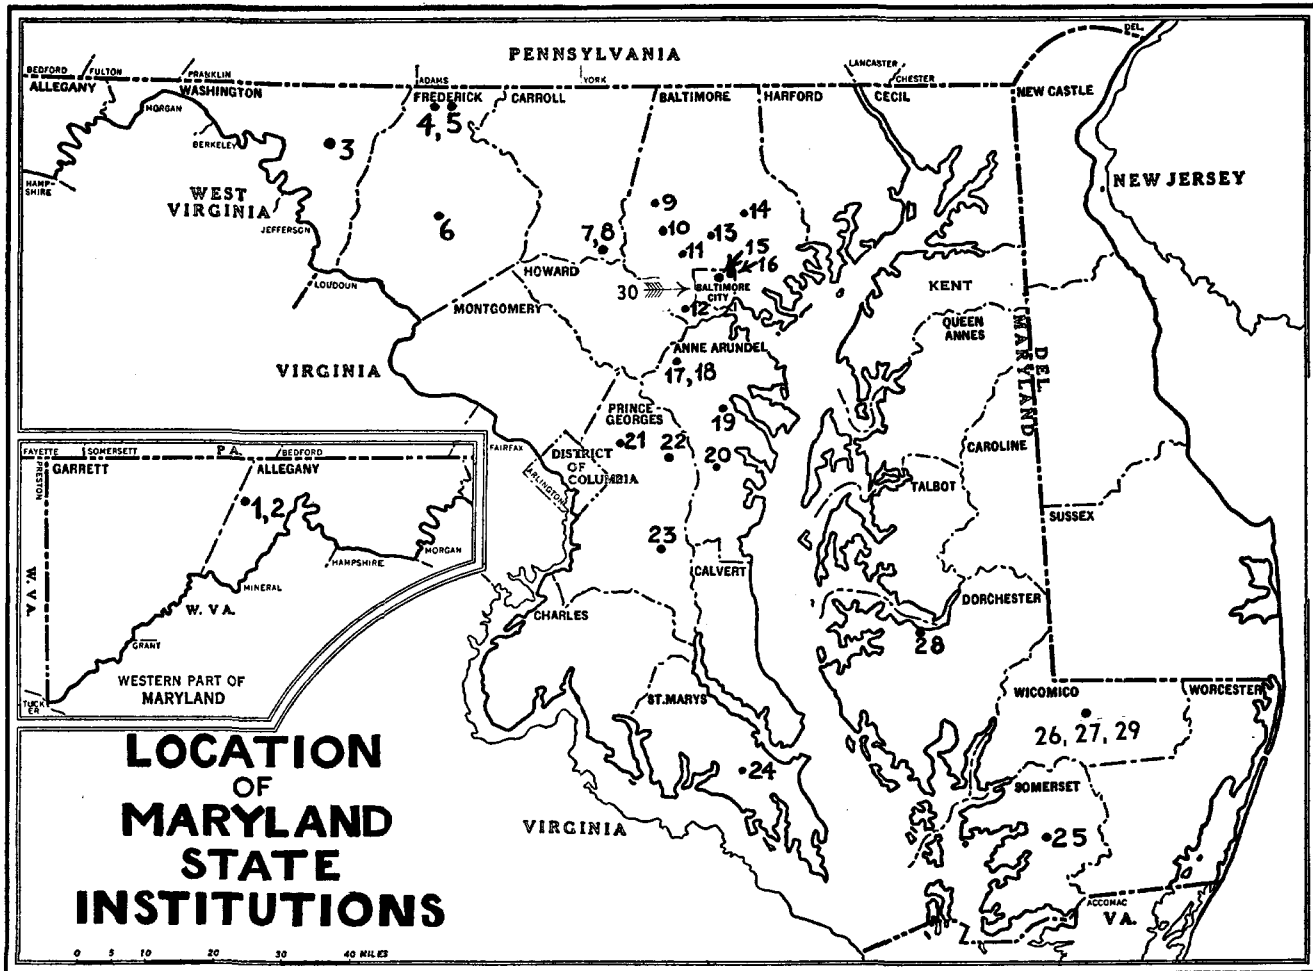 DEL.
PENNSYLVANIA
LANCASTER
CHESTER
BEDFORD
FULTON
FRANKLIN
ADAMS
YORK
ALLEGANY
WASHINGTON
FREDERICK
CARROLL
BALTIMORE
HARFORD
CECIL
NEW CASTLE
MORGAN
4, 5
BERKELEY
3
HAMP-
SHIRE
WEST
VIRGINIA
NEW JERSEY
JEFFERSON
6
9
14
10
13
7, 8
11
15
16
HOWARD
LOUDOUN
30
BALTIMORE
CITY
KENT
12
MONTGOMERY
QUEEN
ANNES
DEL
MARYLAND
ANNE ARUNDEL
VIRGINIA
17, 18
PRINCE
GEORGES
19
21
22
20
CAROLINE
FAIRFAX
DISTRICT
OF
COLUMBIA
ARLINGTON
TALBOT
SUSSEX
FAYETTE
SOMERSETT
PA.
BEDFORD
PRESTON
GARRETT
ALLEGANY
1, 2
HAMPSHIRE
MORGAN
MINERAL
W. VA.
W. VA.
GRANT
WESTERN PART OF
MARYLAND
TUCK
ER
23
CALVERT
CHARLES
DORCHESTER
28
ST. MARYS
WICOMICO
WORCESTER
26, 27, 29
24
SOMERSET
25
VIRGINIA
ACCOMAC
VA.
LOCATION
OF
MARYLAND
STATE
INSTITUTIONS
0 5 10 20 30 40 MILES